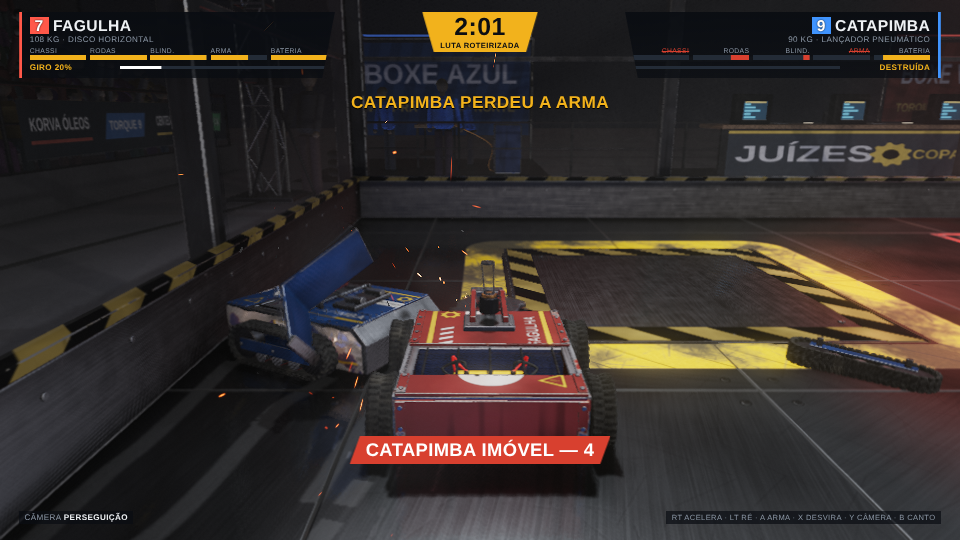 7 FAGULHA
108 KG · DISCO HORIZONTAL
CHASSI RODAS BLIND. ARMA BATERIA
GIRO 20%
2:01
LUTA ROTEIRIZADA
9 CATAPIMBA
90 KG · LANÇADOR PNEUMÁTICO
CHASSI RODAS BLIND. ARMA BATERIA
DESTRUÍDA
BOXE AZUL
BOXE
CATAPIMBA PERDEU A ARMA
KORVA ÓLEOS
TORQUE 9
JUÍZES COPA
FAGULHA
CATAPIMBA IMÓVEL — 4
CÂMERA PERSEGUIÇÃO
RT ACELERA · LT RÉ · A ARMA · X DESVIRA · Y CÂMERA · B CANTO